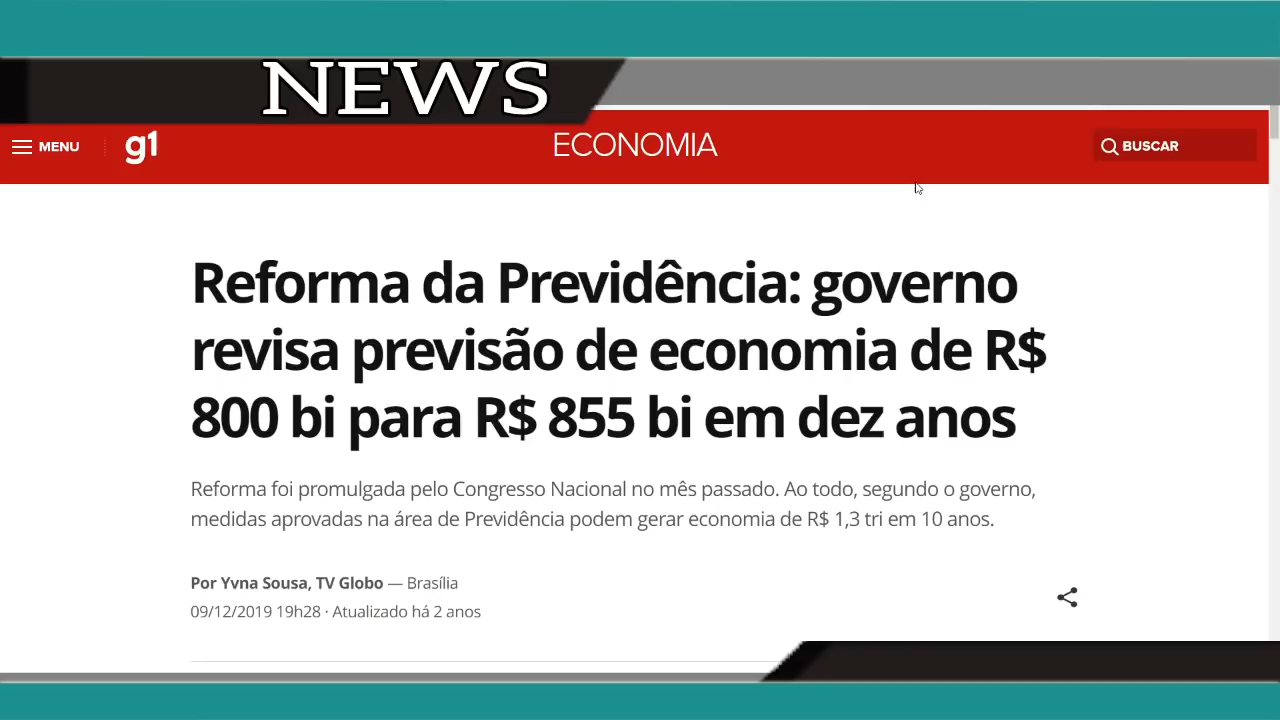 NEWS
MENU
g1
ECONOMIA
BUSCAR
Reforma da Previdência: governo
revisa previsão de economia de R$
800 bi para R$ 855 bi em dez anos
Reforma foi promulgada pelo Congresso Nacional no mês passado. Ao todo, segundo o governo,
medidas aprovadas na área de Previdência podem gerar economia de R$ 1,3 tri em 10 anos.
Por Yvna Sousa, TV Globo — Brasília
09/12/2019 19h28 · Atualizado há 2 anos